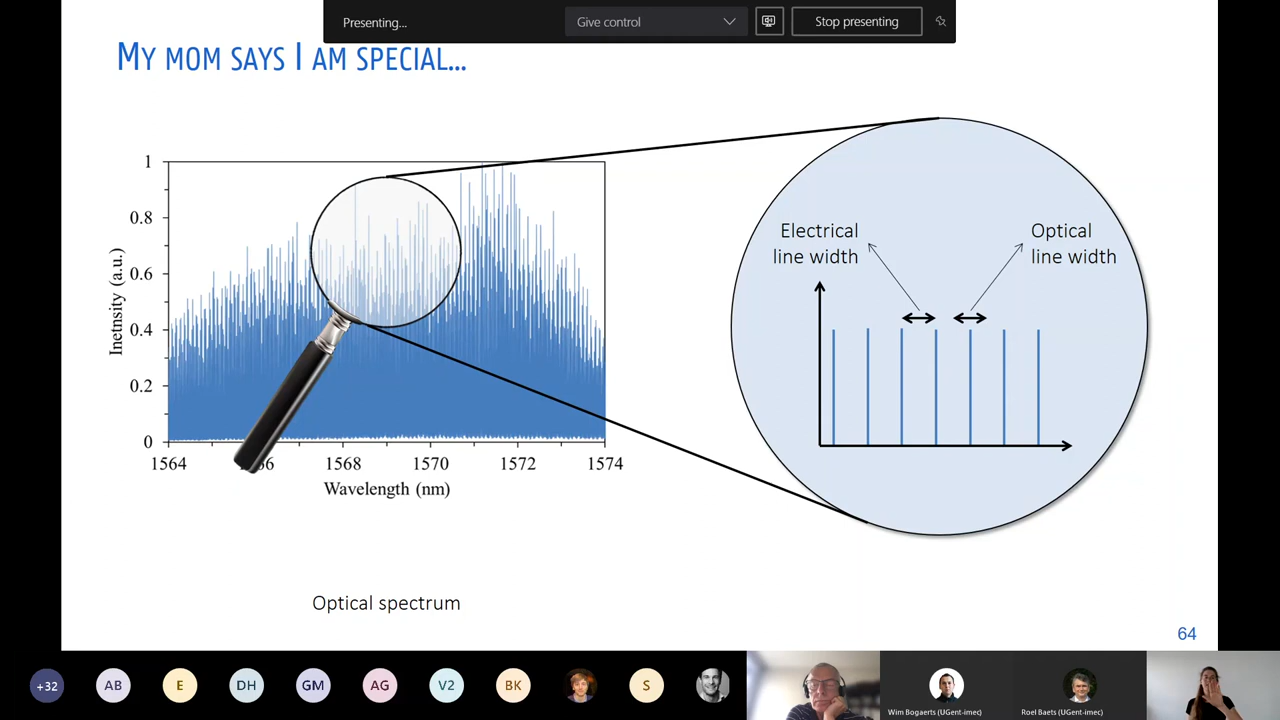 Presenting...
Give control
Stop presenting
MY MOM SAYS I AM SPECIAL...
Inetnsity (a.u.)
1
0.8
0.6
0.4
0.2
0
1564
1568
1570
1572
1574
Wavelength (nm)
Electrical
line width
Optical
line width
Optical spectrum
64
+32
AB
E
DH
GM
AG
V2
BK
S
Wim Bogaerts (UGent-imec)
Roel Baets (UGent-imec)